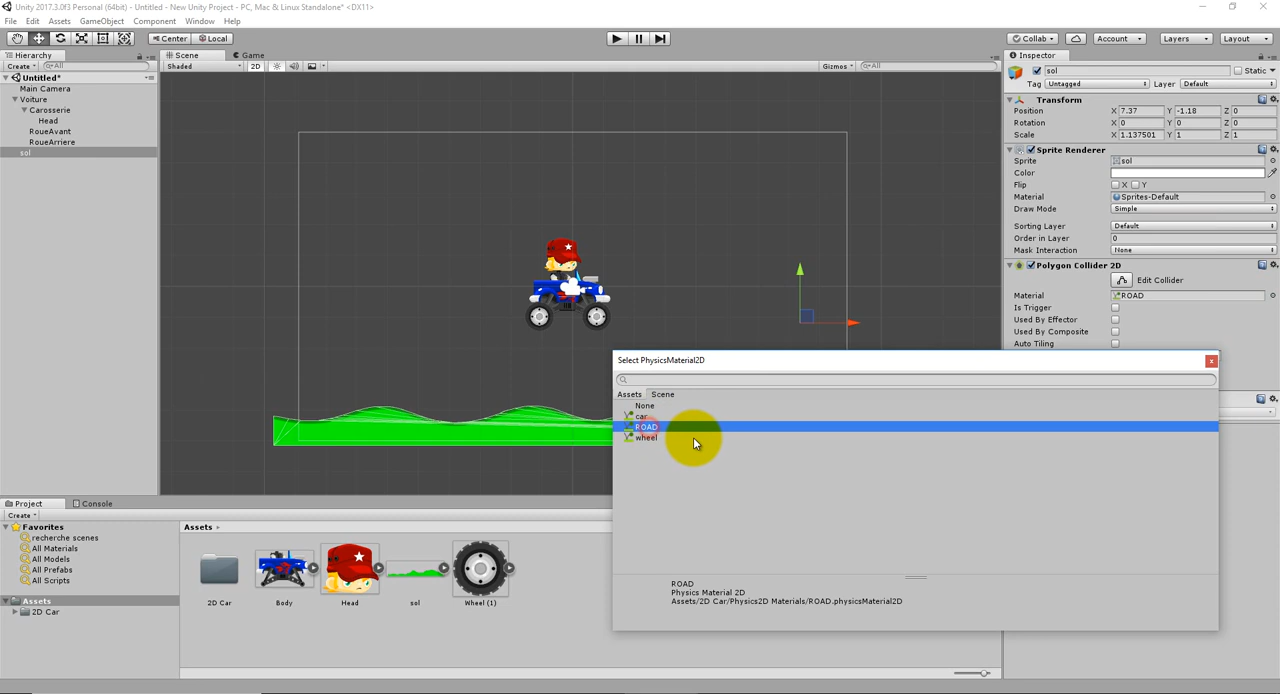 Unity 2017.3.0f3 Personal (64bit) - Untitled - New Unity Project - PC, Mac & Linux Standalone* <DX11>
File Edit Assets GameObject Component Window Help
Center Local Collab Account Layers Layout
Hierarchy
Create All
Untitled*
Main Camera
Voiture
Carosserie
Head
RoueAvant
RoueArriere
sol
Scene Game
Shaded 2D Gizmos All
Inspector
sol Static
Tag Untagged Layer Default
Transform
Position X 7.37 Y -1.18 Z 0
Rotation X 0 Y 0 Z 0
Scale X 1.137501 Y 1 Z 1
Sprite Renderer
Sprite sol
Color
Flip X Y
Material Sprites-Default
Draw Mode Simple
Sorting Layer Default
Order in Layer 0
Mask Interaction None
Polygon Collider 2D
Edit Collider
Material ROAD
Is Trigger
Used By Effector
Used By Composite
Auto Tiling
Select PhysicsMaterial2D
Assets Scene
None
car
ROAD
wheel
ROAD
Physics Material 2D
Assets/2D Car/Physics2D Materials/ROAD.physicsMaterial2D
Project Console
Create
Favorites
recherche scenes
All Materials
All Models
All Prefabs
All Scripts
Assets
2D Car
Assets
2D Car Body Head sol Wheel (1)